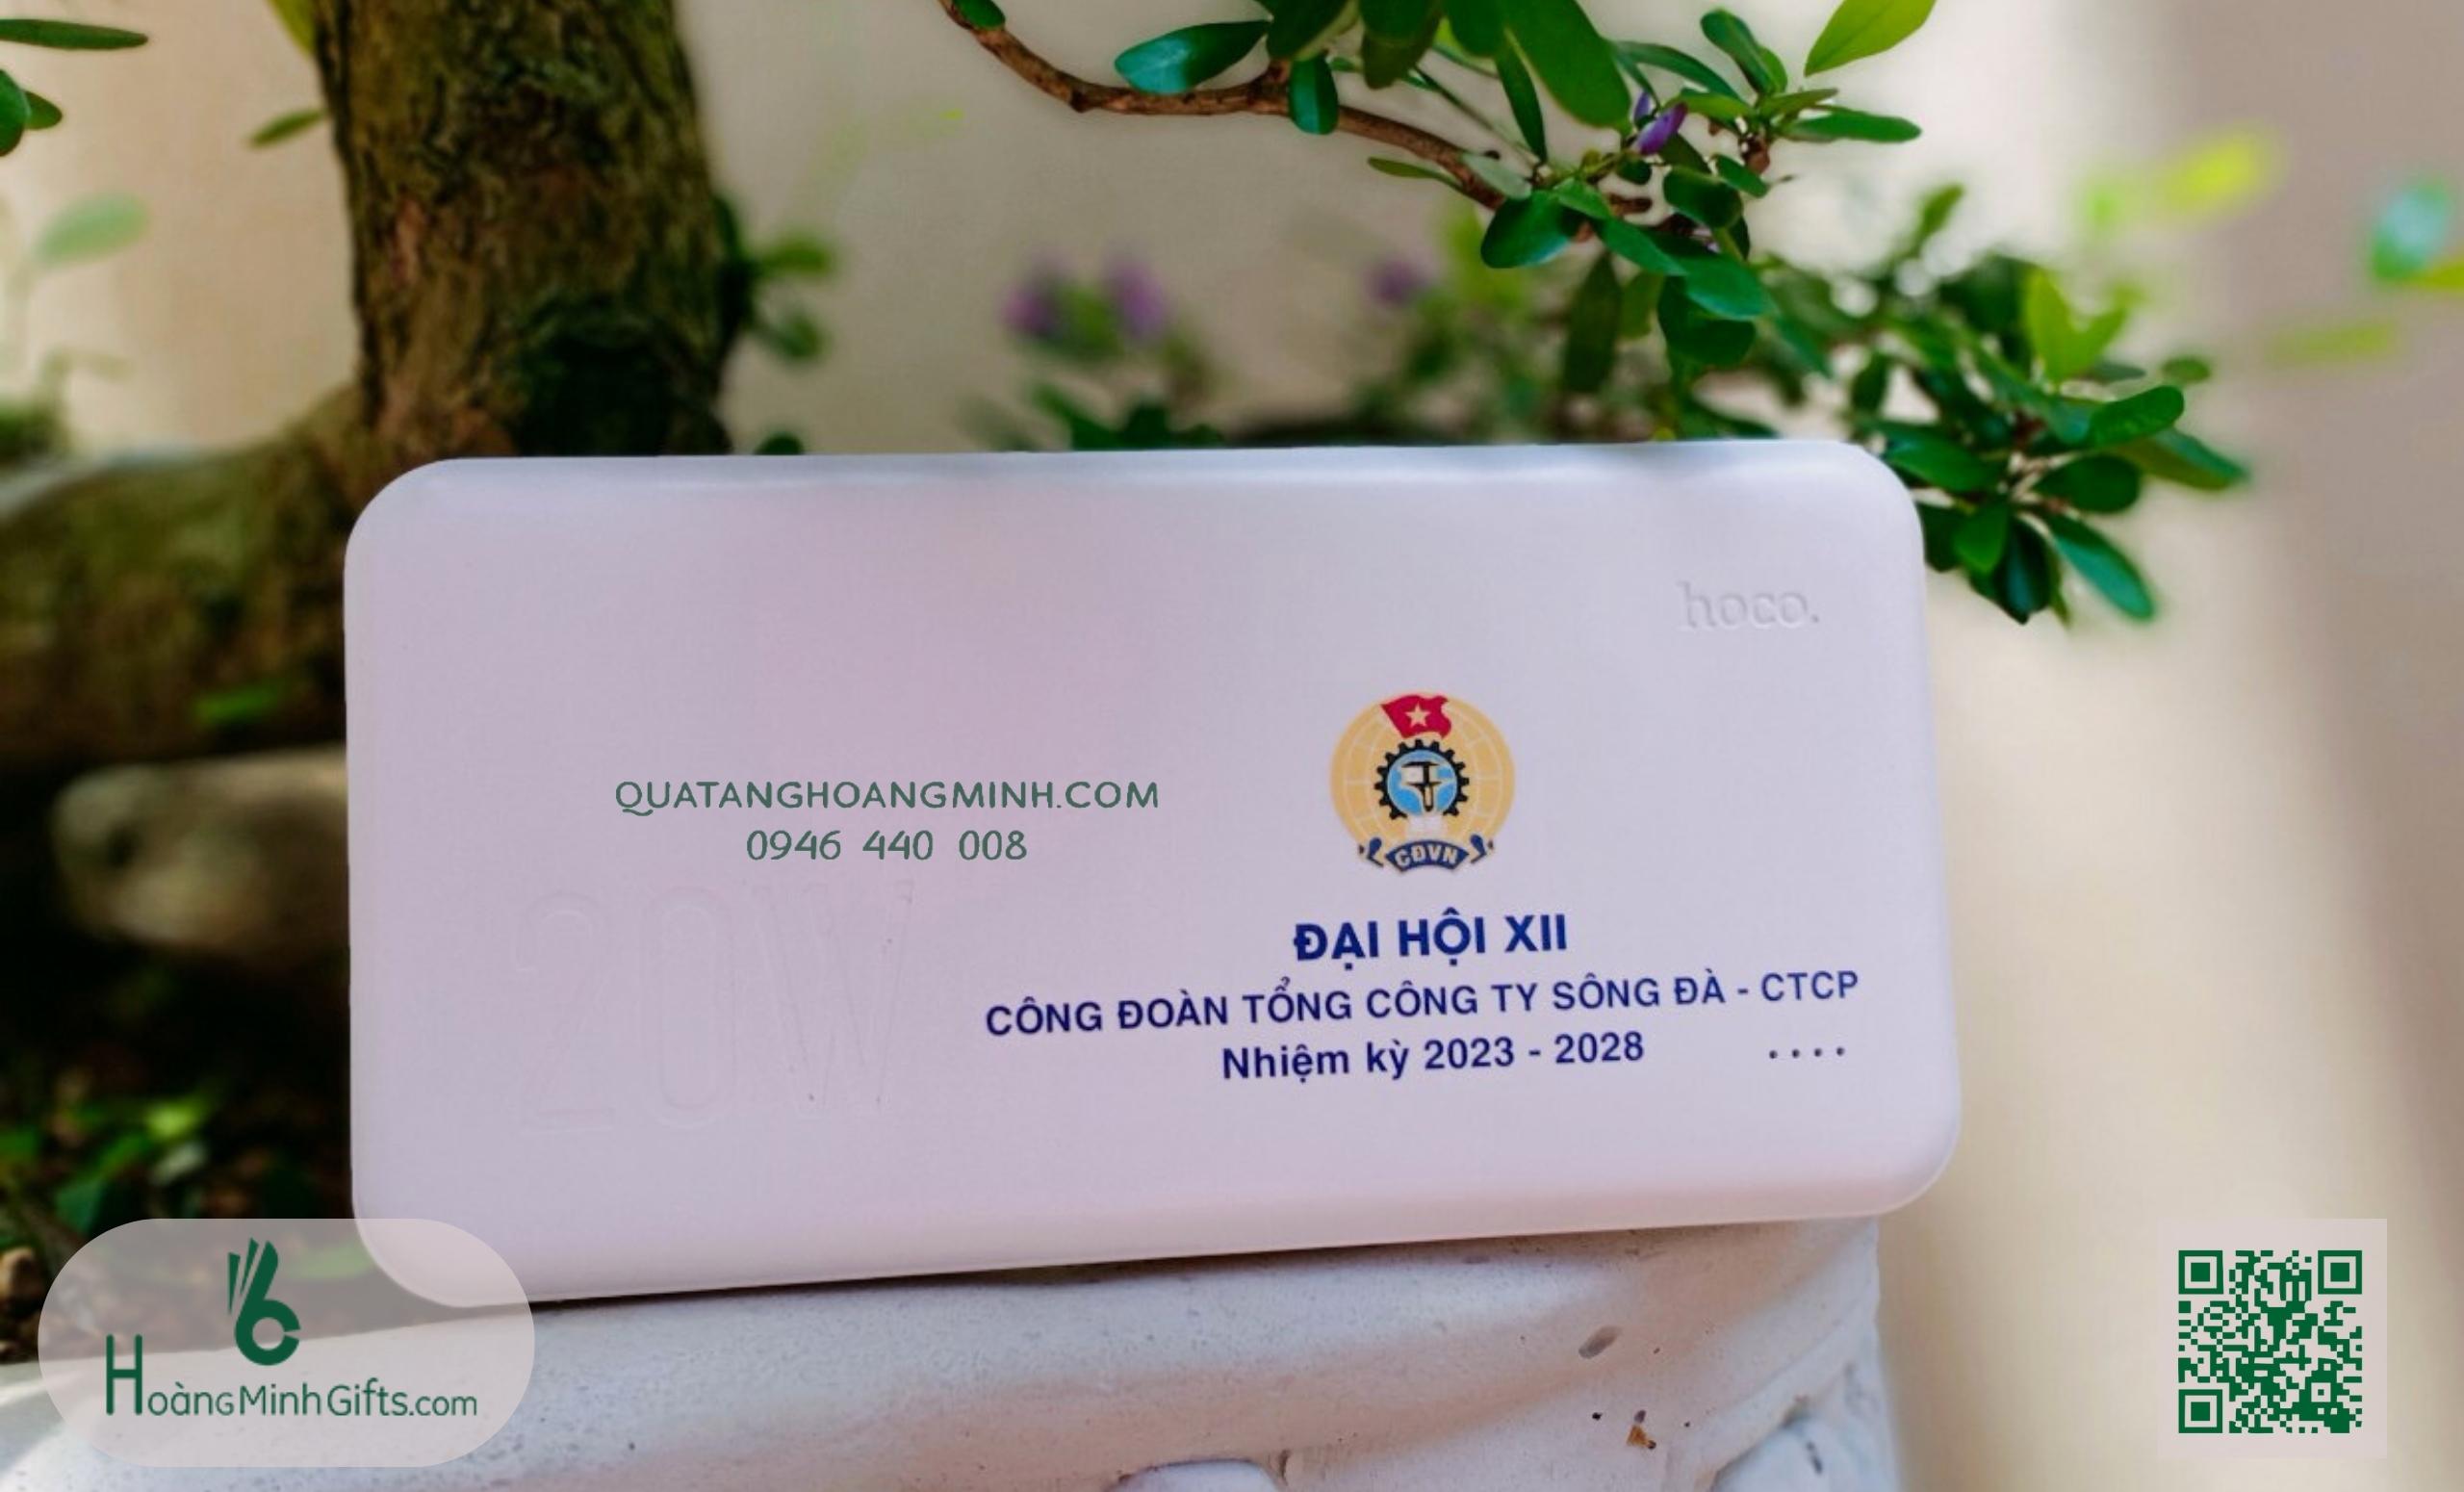 hoco.
QUATANGHOANGMINH.COM
0946 440 008
CĐVN
20W
ĐẠI HỘI XII
CÔNG ĐOÀN TỔNG CÔNG TY SÔNG ĐÀ - CTCP
Nhiệm kỳ 2023 - 2028
HoàngMinhGifts.com